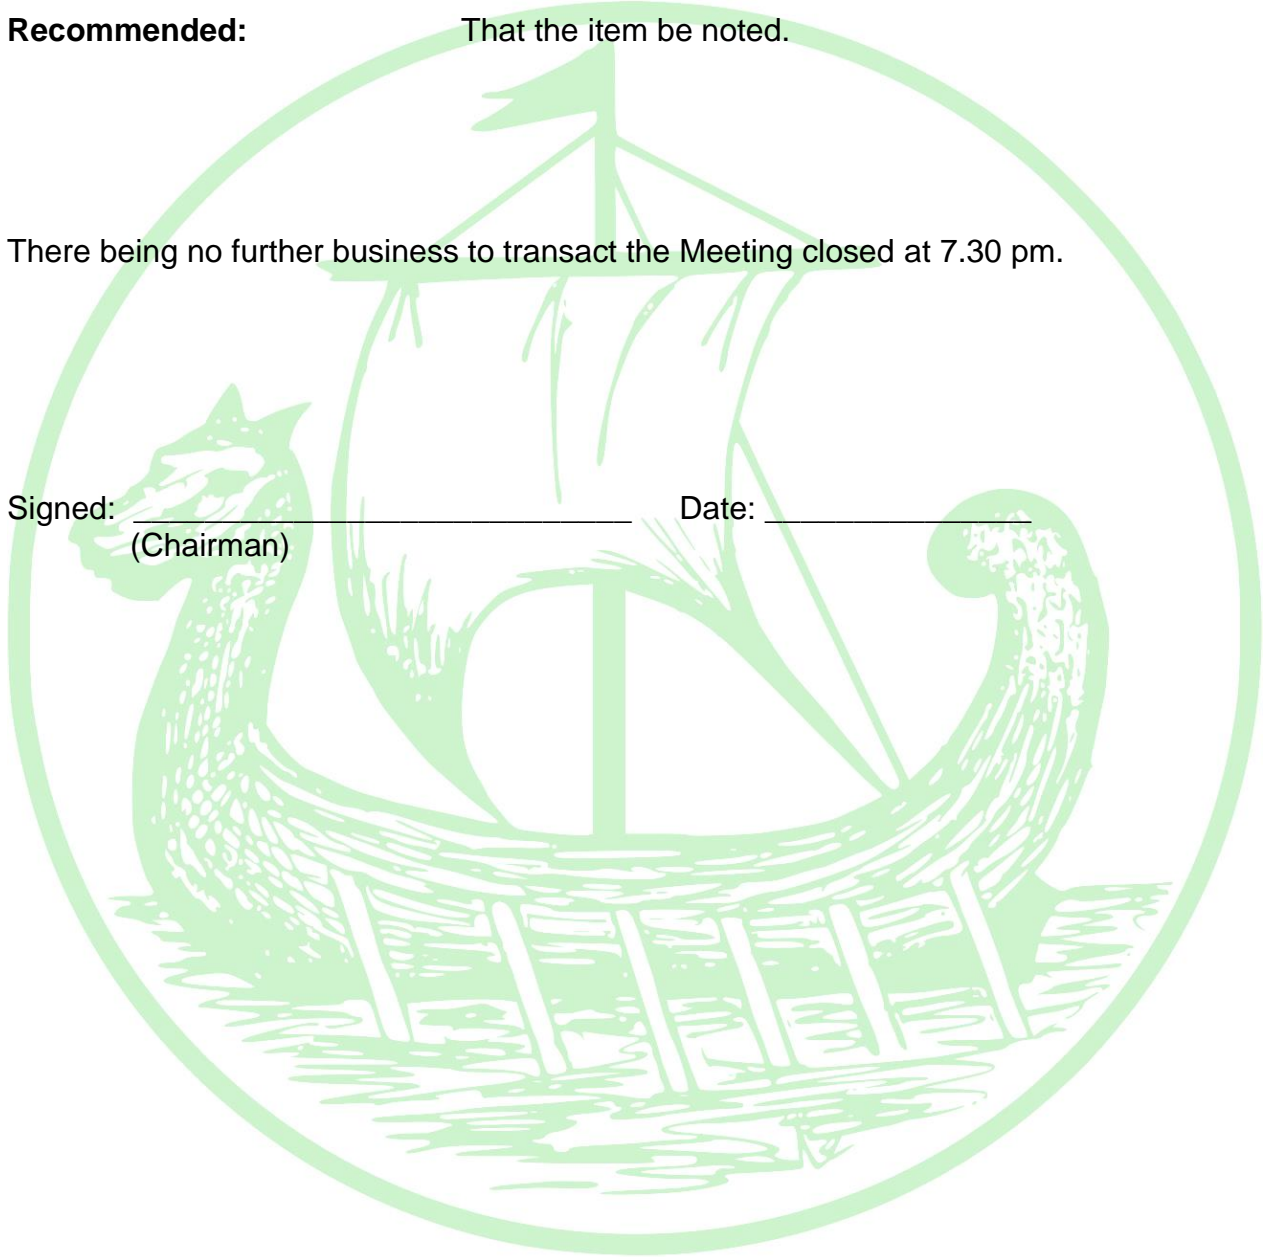 Recommended: That the item be noted.
There being no further business to transact the Meeting closed at 7.30 pm.
Signed: ____________________________ Date: _______________
(Chairman)